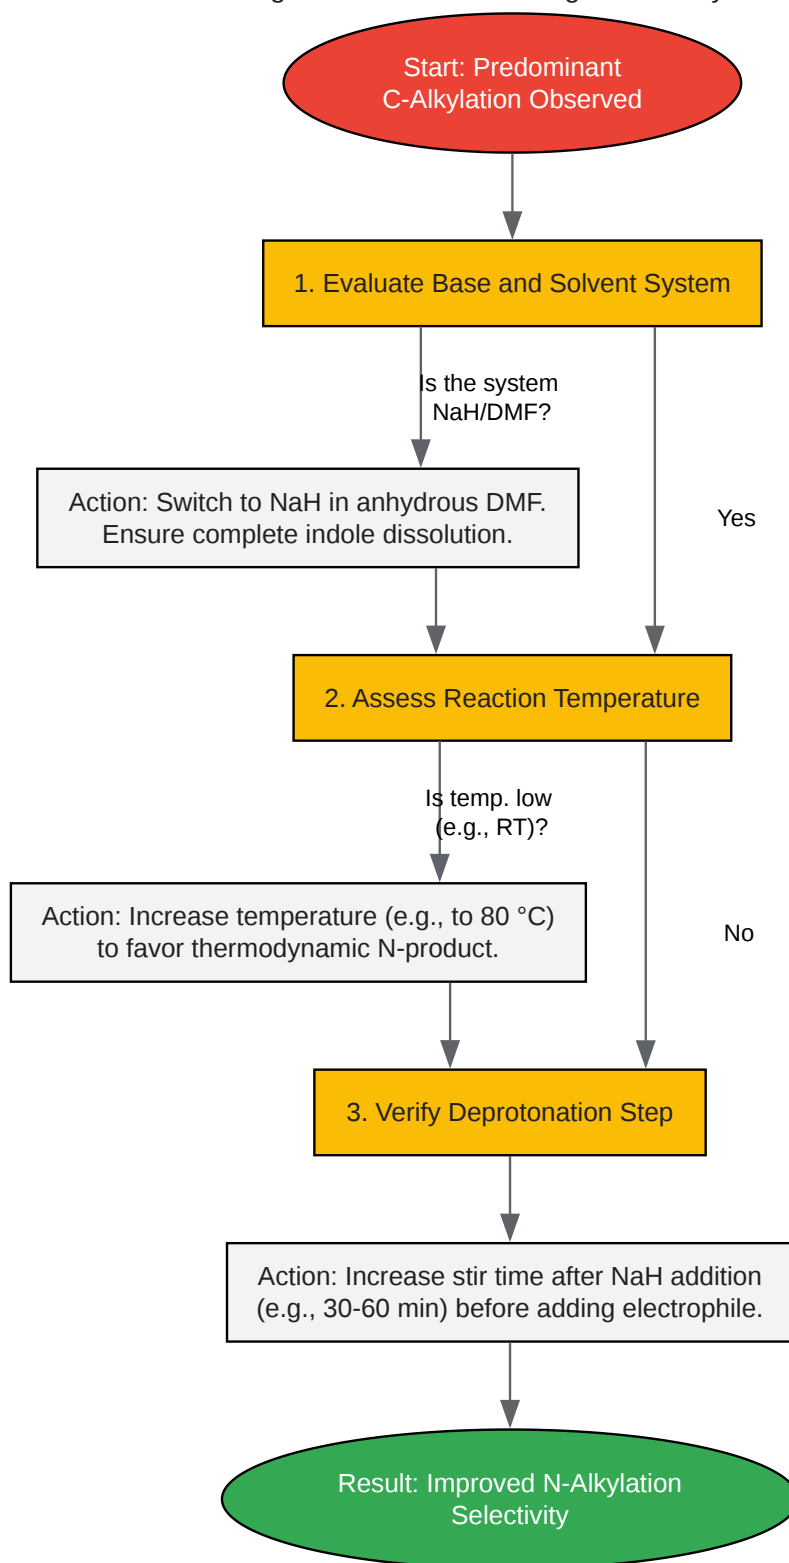 Start: Predominant
C-Alkylation Observed
1. Evaluate Base and Solvent System
Is the system
NaH/DMF?
Action: Switch to NaH in anhydrous DMF.
Ensure complete indole dissolution.
Yes
2. Assess Reaction Temperature
Is temp. low
(e.g., RT)?
Action: Increase temperature (e.g., to 80 °C)
to favor thermodynamic N-product.
No
3. Verify Deprotonation Step
Action: Increase stir time after NaH addition
(e.g., 30-60 min) before adding electrophile.
Result: Improved N-Alkylation
Selectivity